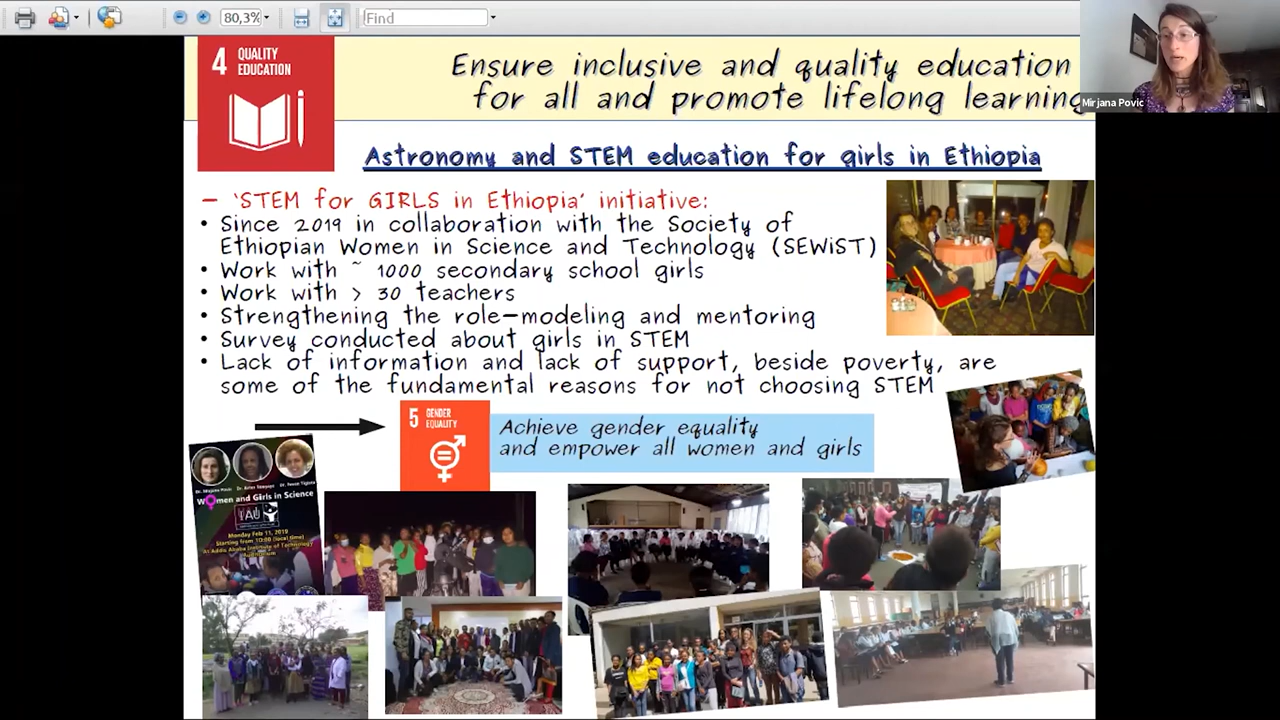 80,3%
Find
Mirjana Povic
4 QUALITY
EDUCATION
Ensure inclusive and quality education
for all and promote lifelong learning
Astronomy and STEM education for girls in Ethiopia
– ‘STEM for GIRLS in Ethiopia’ initiative:
• Since 2019 in collaboration with the Society of
Ethiopian Women in Science and Technology (SEWiST)
• Work with ~ 1000 secondary school girls
• Work with > 30 teachers
• Strengthening the role-modeling and mentoring
• Survey conducted about girls in STEM
• Lack of information and lack of support, beside poverty, are
some of the fundamental reasons for not choosing STEM
5 GENDER
EQUALITY
Achieve gender equality
and empower all women and girls
Women and Girls in Science
IAU
Monday Feb 11, 2019
Starting from 10:00 (local time)
At Addis Ababa Institute of Technology
Auditorium